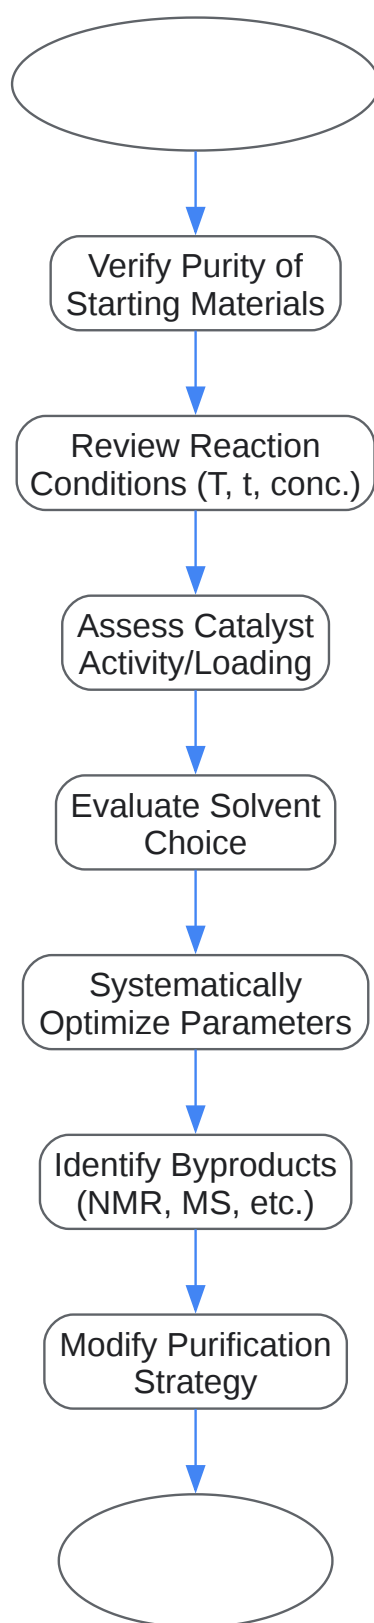 Verify Purity of
Starting Materials
Review Reaction
Conditions (T, t, conc.)
Assess Catalyst
Activity/Loading
Evaluate Solvent
Choice
Systematically
Optimize Parameters
Identify Byproducts
(NMR, MS, etc.)
Modify Purification
Strategy